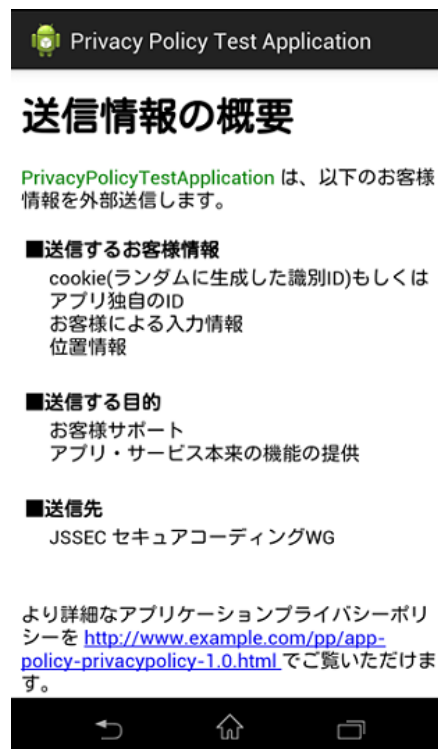 Privacy Policy Test Application
送信情報の概要
PrivacyPolicyTestApplication は、以下のお客様
情報を外部送信します。
■送信するお客様情報
cookie(ランダムに生成した識別ID)もしくは
アプリ独自のID
お客様による入力情報
位置情報
■送信する目的
お客様サポート
アプリ・サービス本来の機能の提供
■送信先
JSSEC セキュアコーディングWG
より詳細なアプリケーションプライバシーポリ
シーを http://www.example.com/pp/app-
policy-privacypolicy-1.0.html でご覧いただけま
す。